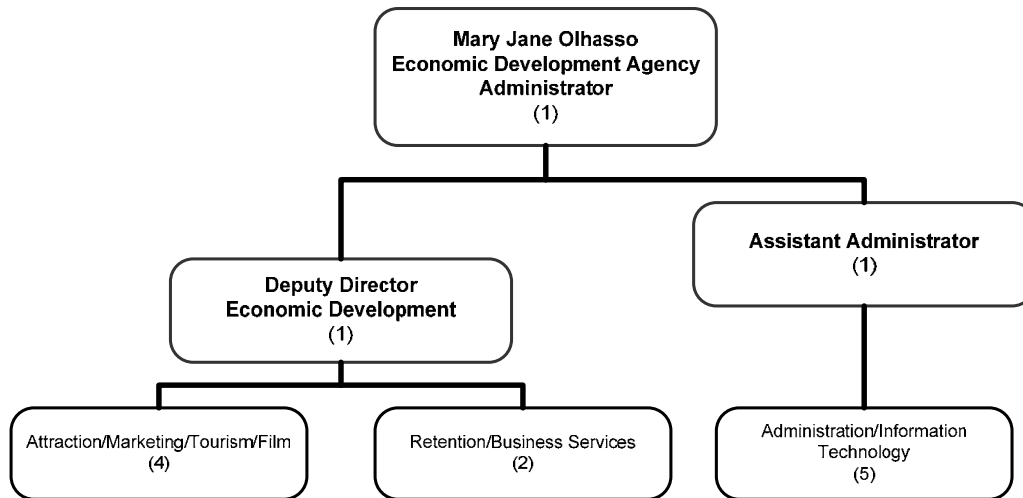 Mary Jane Olhasso
Economic Development Agency
Administrator
(1)
Assistant Administrator
(1)
Deputy Director
Economic Development
(1)
Attraction/Marketing/Tourism/Film
(4)
Retention/Business Services
(2)
Administration/Information
Technology
(5)